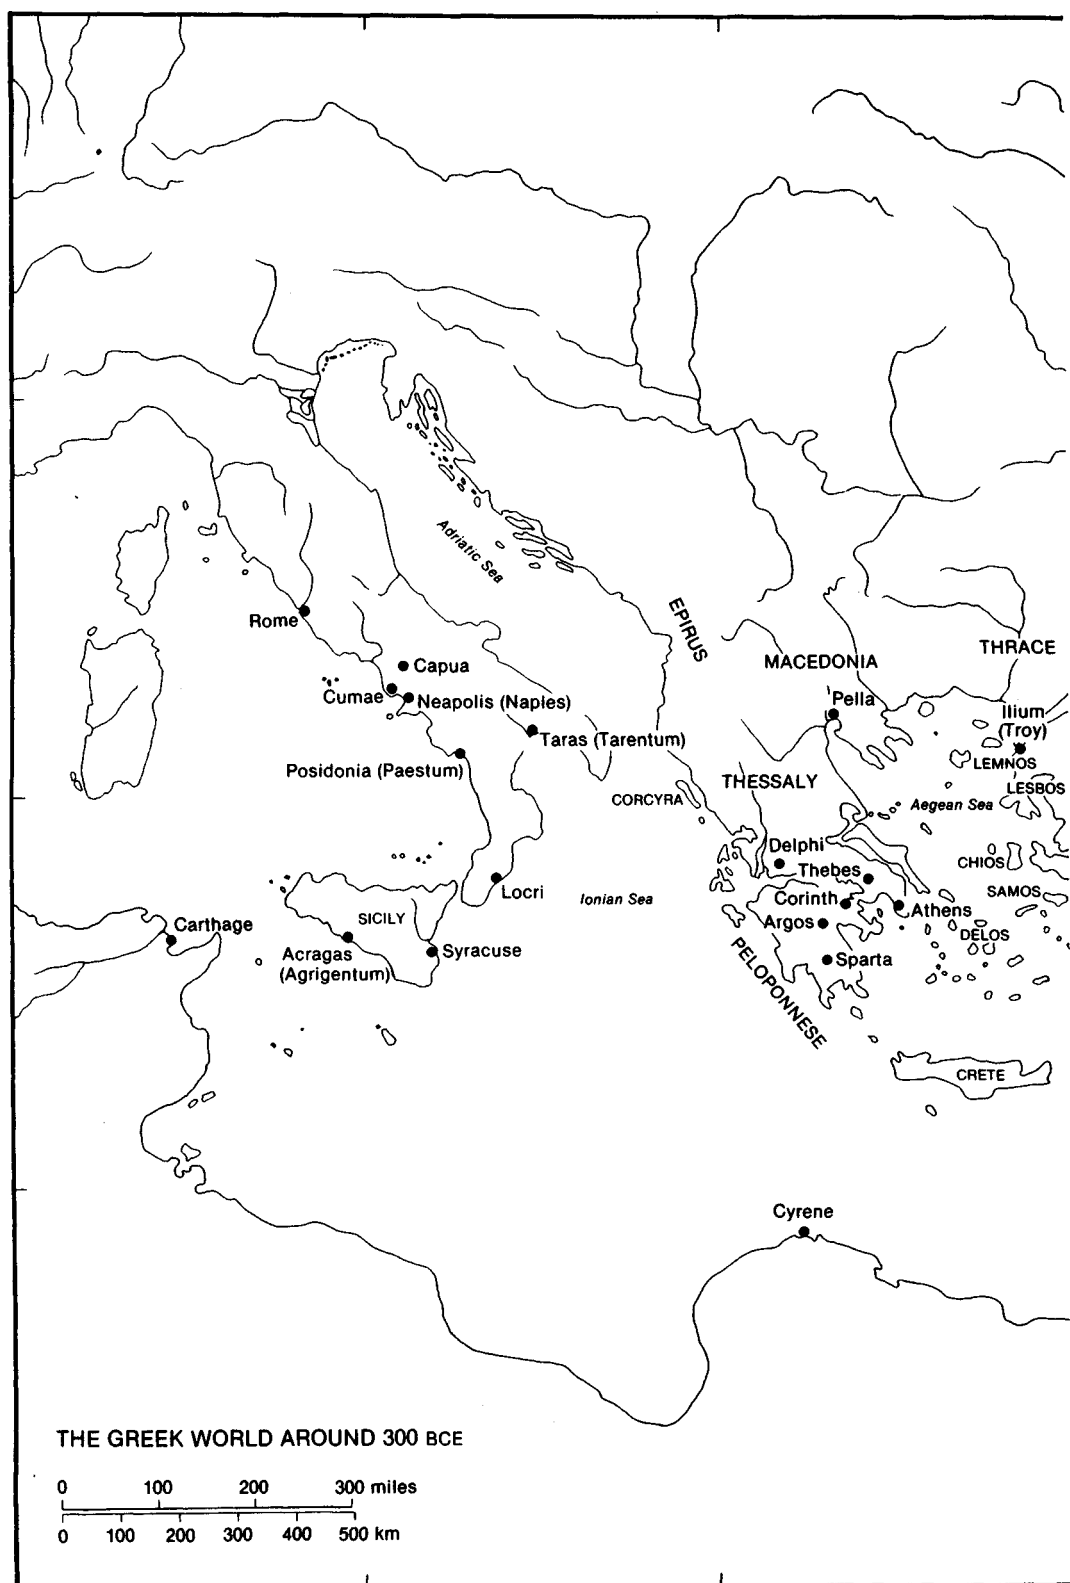 Adriatic Sea
Rome
EPIRUS
THRACE
MACEDONIA
Capua
Cumae
Neapolis (Naples)
Pella
Ilium
(Troy)
Taras (Tarentum)
LEMNOS
Posidonia (Paestum)
THESSALY
LESBOS
CORCYRA
Aegean Sea
Delphi
CHIOS
Thebes
Locri
Ionian Sea
SAMOS
Corinth
Athens
SICILY
Carthage
Argos
DELOS
Acragas
(Agrigentum)
Syracuse
Sparta
PELOPONNESE
CRETE
Cyrene
THE GREEK WORLD AROUND 300 BCE
0 100 200 300 miles
0 100 200 300 400 500 km